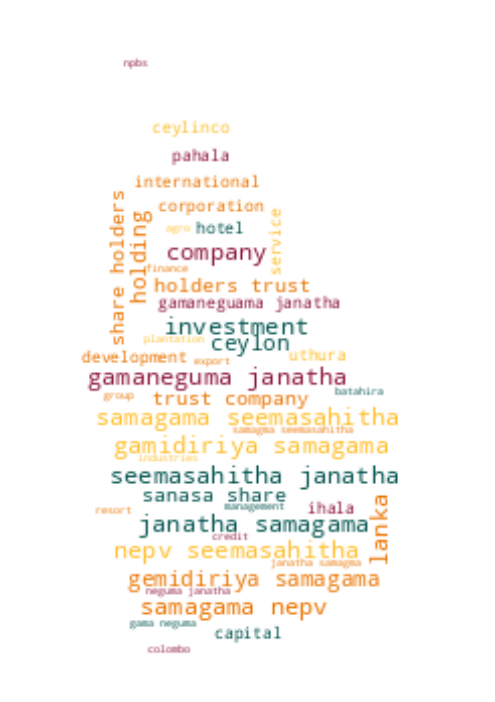 npbs
ceylinco
pahala
international
share holders
holding
corporation
agro
hotel
service
company
finance
holders trust
gamaneguama janatha
investment
plantation
ceylon
development
export
uthura
gamaneguma janatha
batahira
group
trust company
samagama seemasahitha
samagma seemasahitha
gamidiriya samagama
industries
seemasahitha janatha
sanasa share
management
resort
ihala
lanka
janatha samagama
credit
nepv seemasahitha
janatha samagma
gemidiriya samagama
neguma janatha
samagama nepv
gama neguma
capital
colombo